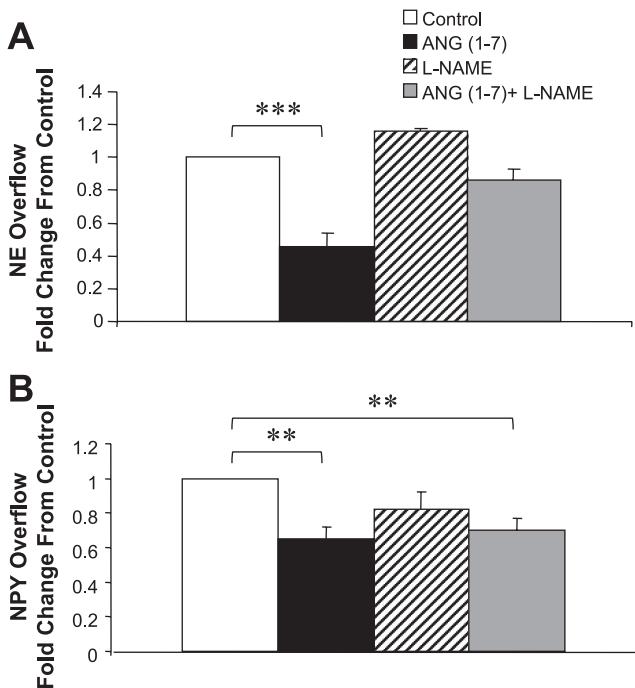 A
Control
ANG (1-7)
L-NAME
ANG (1-7)+ L-NAME
NE Overflow
Fold Change From Control
1.4
1.2
1
0.8
0.6
0.4
0.2
0
***
B
NPY Overflow
Fold Change From Control
1.2
1
0.8
0.6
0.4
0.2
0
**
**